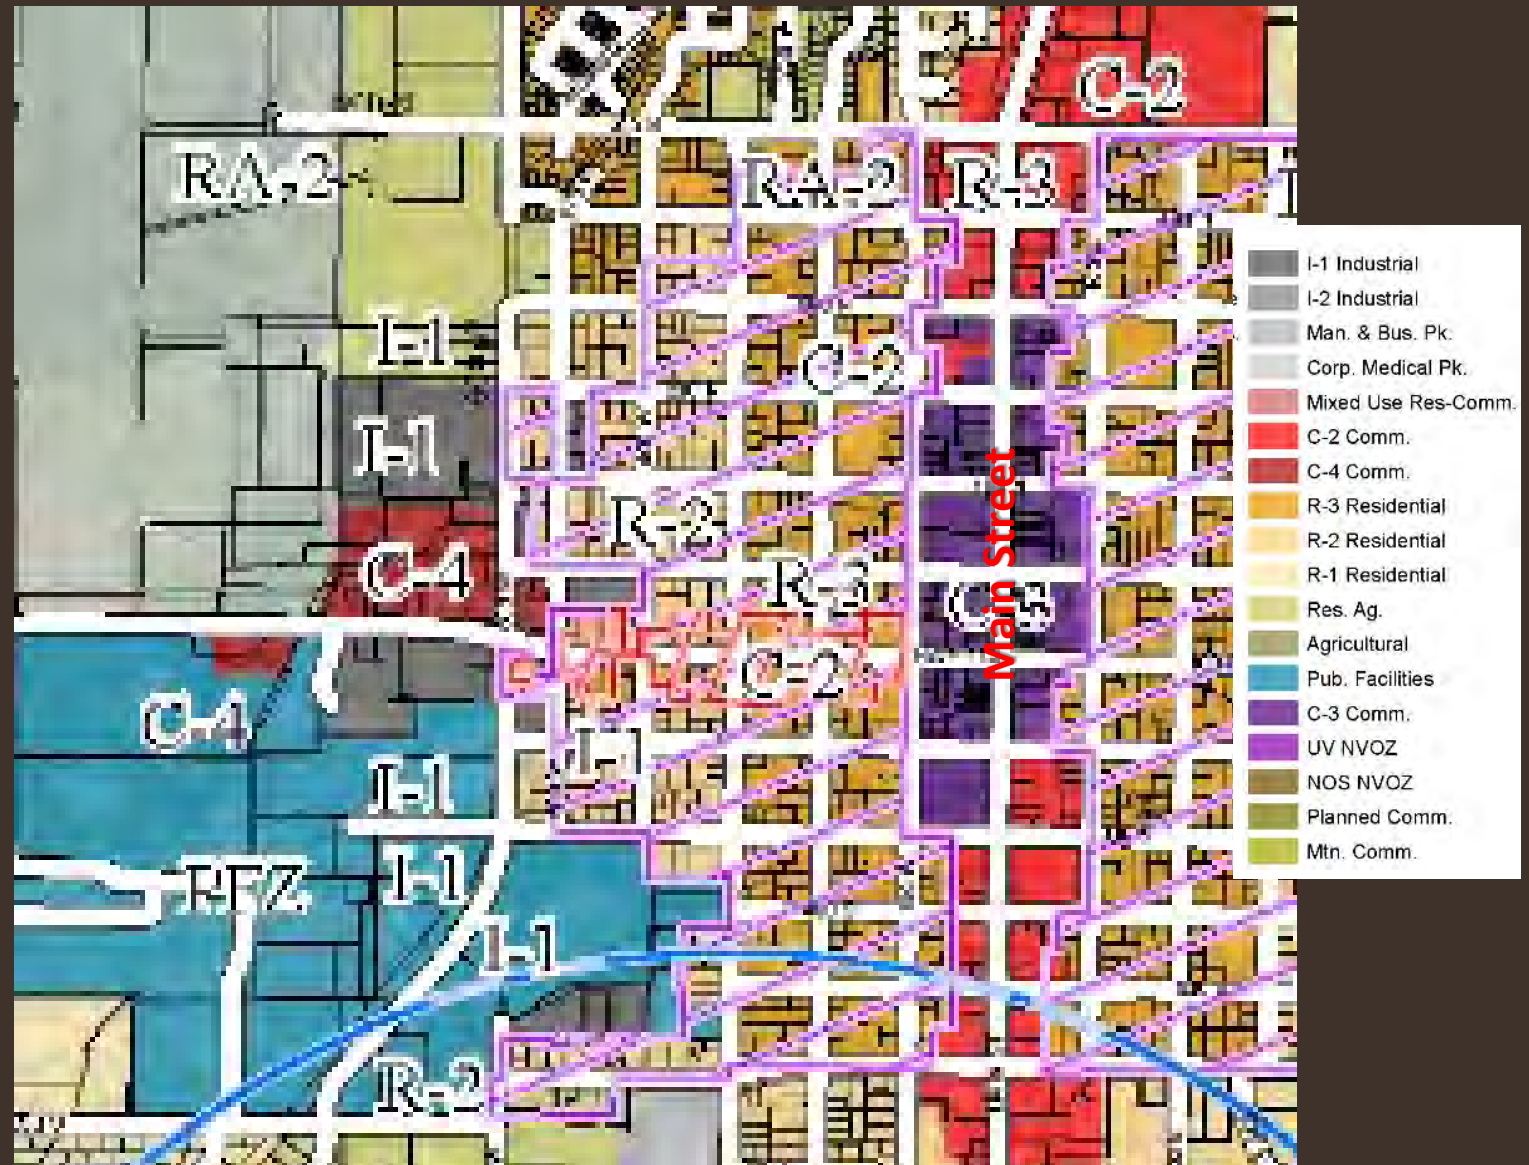 C-2
RA-2
RA-2
R-3
I-1
C-2
I-1
R-2
C-4
R-3
C-3
Main Street
C-2
C-4
I-1
I-1
I-1
PFZ
I-1
R-2
I-1 Industrial
I-2 Industrial
Man. & Bus. Pk.
Corp. Medical Pk.
Mixed Use Res-Comm.
C-2 Comm.
C-4 Comm.
R-3 Residential
R-2 Residential
R-1 Residential
Res. Ag.
Agricultural
Pub. Facilities
C-3 Comm.
UV NVOZ
NOS NVOZ
Planned Comm.
Mtn. Comm.